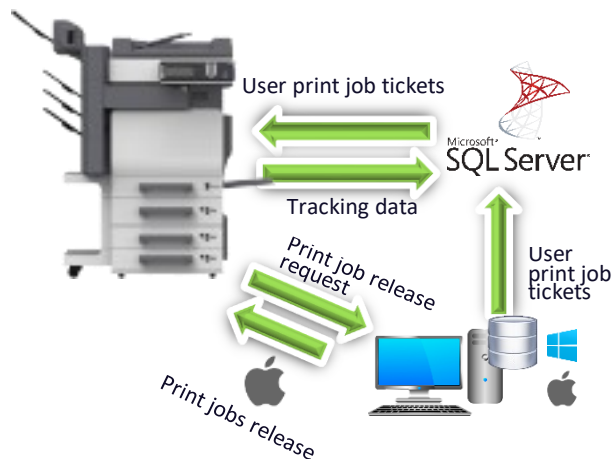 User print job tickets
Microsoft
SQL Server
Tracking data
Print job release
request
User
print job
tickets
Print jobs release